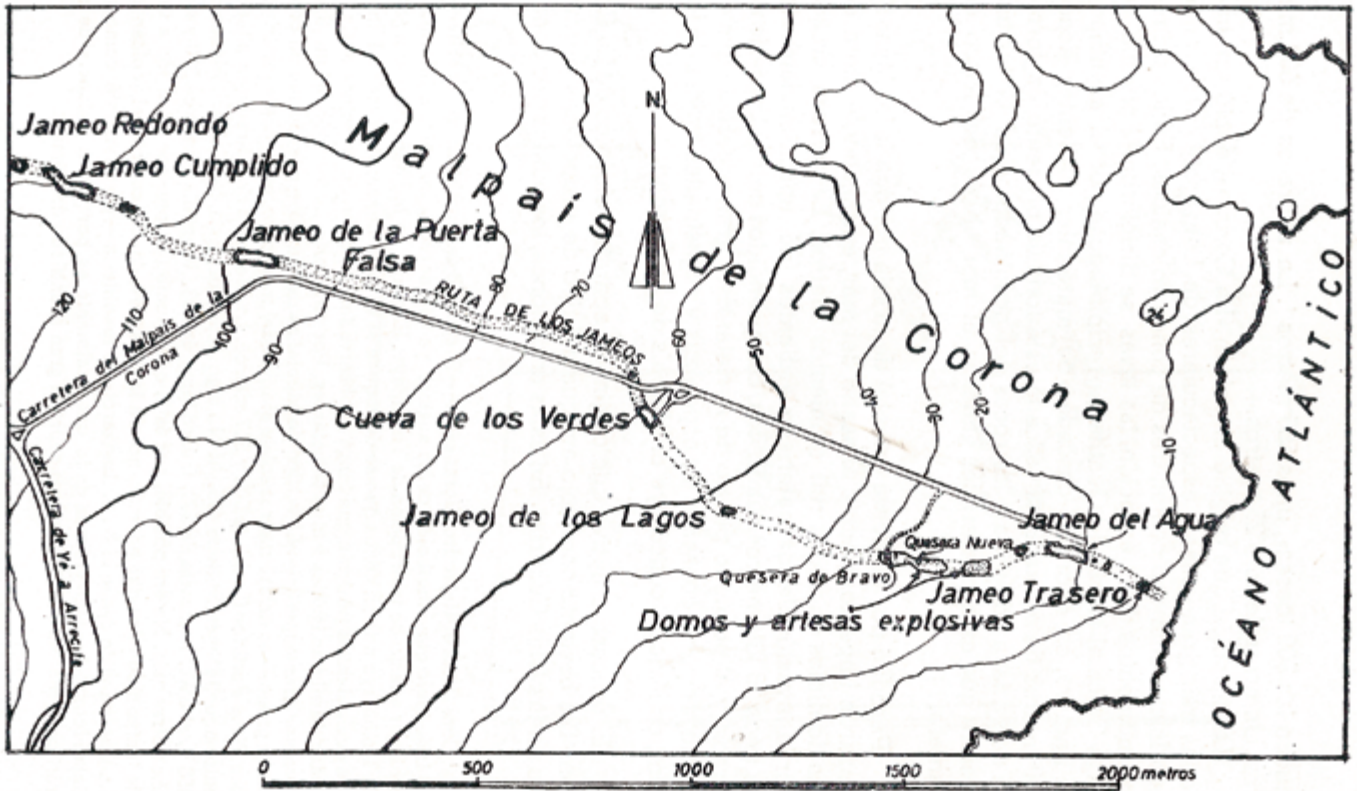 Jameo Redondo
Jameo Cumplido
Malpaís de la Corona
N
Jameo de la Puerta
Falsa
RUTA DE LOS JAMEOS
120
110
100
90
80
70
60
50
40
30
20
10
24
Carretera del Malpaís de la
Corona
Carretera de Yé a Arrecife
Cueva de los Verdes
Jameo de los Lagos
Jameo del Agua
Quesera Nueva
Quesera de Bravo
Jameo Trasero
Domos y artesas explosivas
OCÉANO ATLÁNTICO
0 500 1000 1500 2000 metros